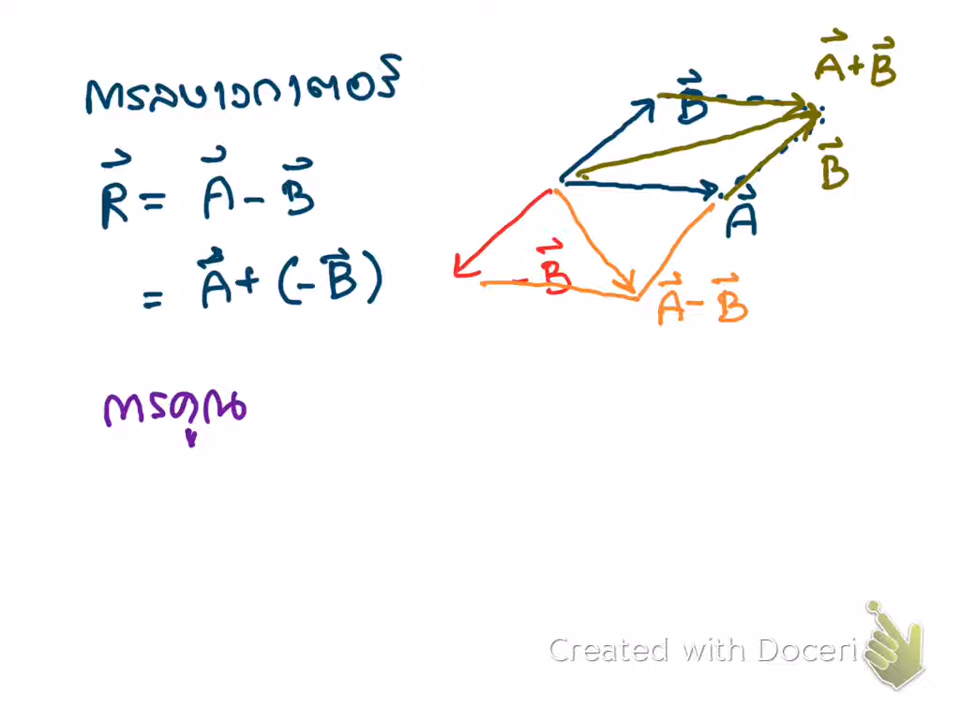 การลบเวกเตอร์
R⃗ = A⃗ - B⃗
= A⃗ + (-B⃗)
B⃗
A⃗ + B⃗
B⃗
A⃗
-B⃗
A⃗ - B⃗
การคูณ
Created with Doceri